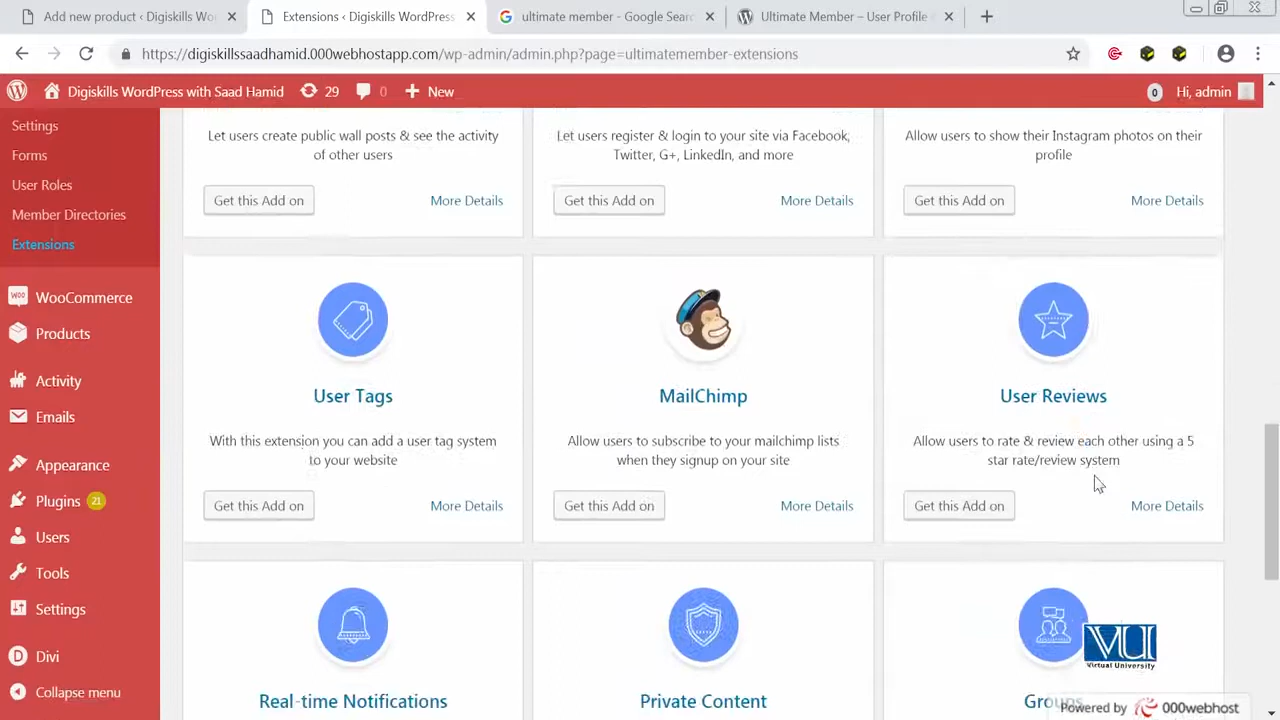 Add new product ‹ Digiskills Wo
Extensions ‹ Digiskills WordPress
ultimate member - Google Sear
Ultimate Member – User Profile
https://digiskillssaadhamid.000webhostapp.com/wp-admin/admin.php?page=ultimatemember-extensions
Digiskills WordPress with Saad Hamid 29 0 New 0 Hi, admin
Settings
Forms
User Roles
Member Directories
Extensions
WooCommerce
Products
Activity
Emails
Appearance
Plugins 21
Users
Tools
Settings
Divi
Collapse menu
Let users create public wall posts & see the activity
of other users
Get this Add on More Details
Let users register & login to your site via Facebook,
Twitter, G+, LinkedIn, and more
Get this Add on More Details
Allow users to show their Instagram photos on their
profile
Get this Add on More Details
User Tags
With this extension you can add a user tag system
to your website
Get this Add on More Details
MailChimp
Allow users to subscribe to your mailchimp lists
when they signup on your site
Get this Add on More Details
User Reviews
Allow users to rate & review each other using a 5
star rate/review system
Get this Add on More Details
Real-time Notifications
Private Content
Groups
VU
Virtual University
Powered by 000webhost